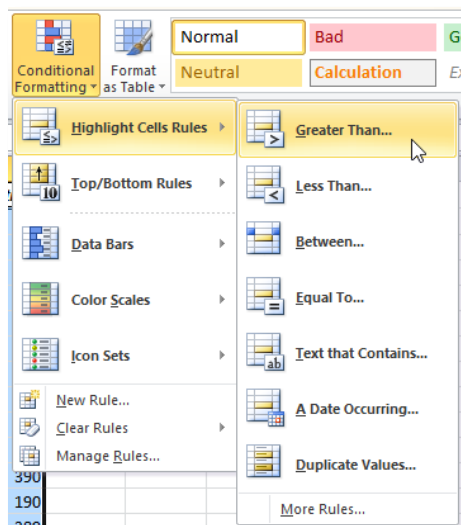 Normal
Bad
G
Conditional
Formatting
Format
as Table
Neutral
Calculation
Ex
Highlight Cells Rules
Top/Bottom Rules
10
Data Bars
Color Scales
Icon Sets
New Rule...
Clear Rules
Manage Rules...
Greater Than...
Less Than...
Between...
Equal To...
Text that Contains...
ab
A Date Occurring...
Duplicate Values...
More Rules...
390
190